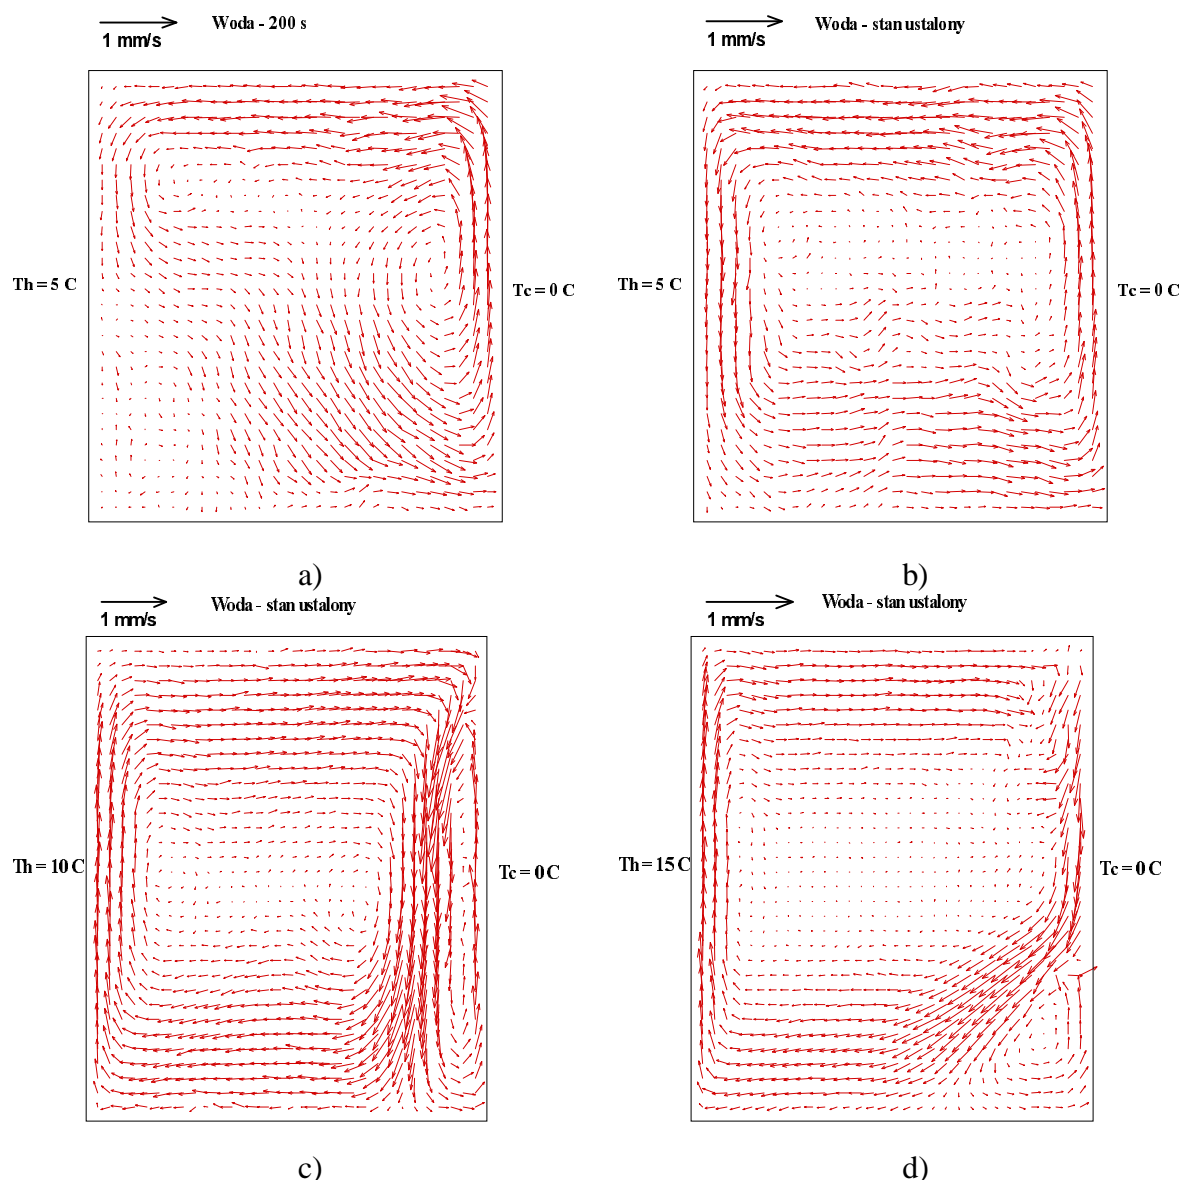 Woda - 200 s
1 mm/s
Th = 5 C
Tc = 0 C
a)
Woda - stan ustalony
1 mm/s
Th = 5 C
Tc = 0 C
b)
Woda - stan ustalony
1 mm/s
Th = 10 C
Tc = 0 C
c)
Woda - stan ustalony
1 mm/s
Th = 15 C
Tc = 0 C
d)